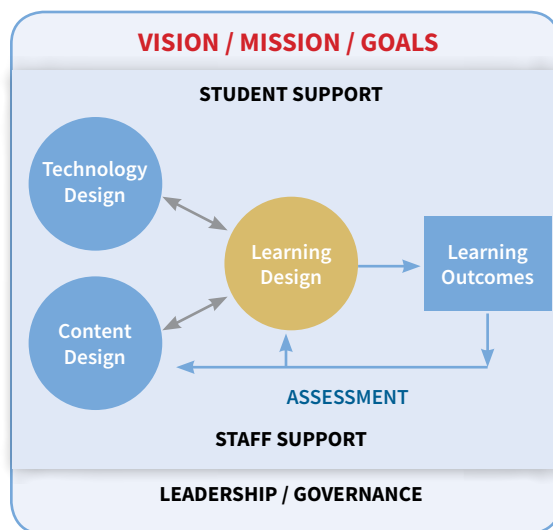 VISION / MISSION / GOALS
STUDENT SUPPORT
Technology
Design
Learning
Design
Learning
Outcomes
Content
Design
ASSESSMENT
STAFF SUPPORT
LEADERSHIP / GOVERNANCE